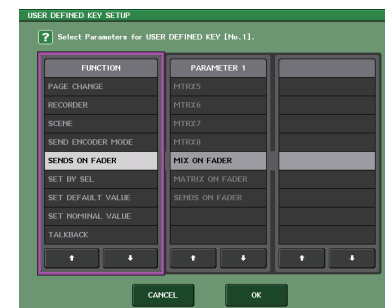 USER DEFINED KEY SETUP
? Select Parameters for USER DEFINED KEY [No.1].
FUNCTION
PAGE CHANGE
RECORDER
SCENE
SEND ENCODER MODE
SENDS ON FADER
SET BY SEL
SET DEFAULT VALUE
SET NOMINAL VALUE
TALKBACK
PARAMETER 1
MTRX5
MTRX6
MTRX7
MTRX8
MIX ON FADER
MATRIX ON FADER
SENDS ON FADER
CANCEL
OK